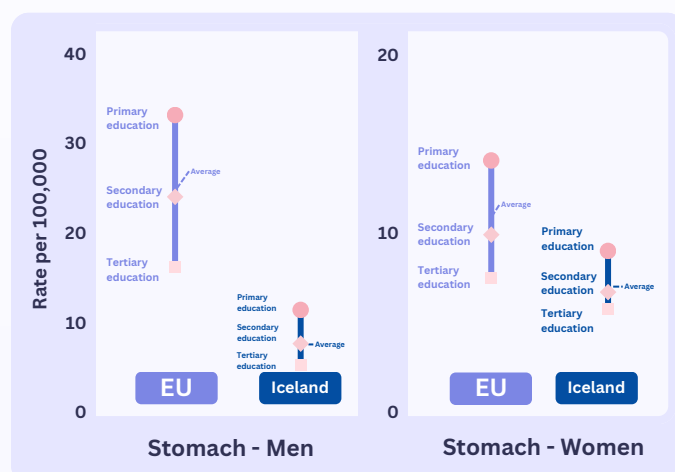 Rate per 100,000
40
30
20
10
0
Primary
education
Secondary
education
Tertiary
education
Average
EU
Primary
education
Secondary
education
Tertiary
education
Average
Iceland
Stomach - Men
20
10
0
Primary
education
Secondary
education
Tertiary
education
Average
EU
Primary
education
Secondary
education
Tertiary
education
Average
Iceland
Stomach - Women